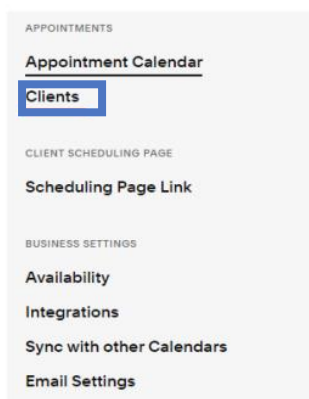 APPOINTMENTS
Appointment Calendar
Clients
CLIENT SCHEDULING PAGE
Scheduling Page Link
BUSINESS SETTINGS
Availability
Integrations
Sync with other Calendars
Email Settings